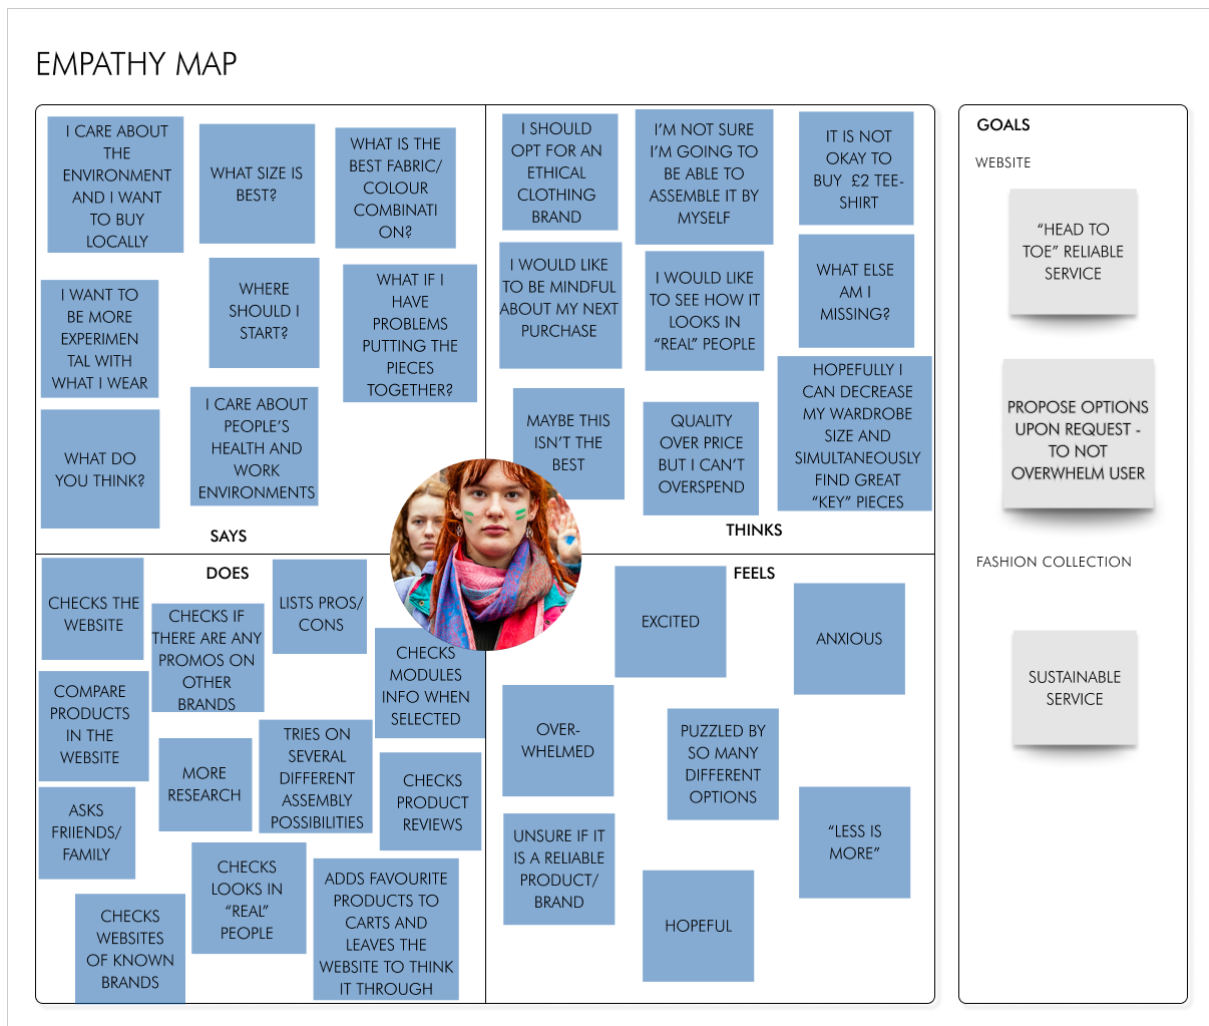 EMPATHY MAP
I CARE ABOUT
THE
ENVIRONMENT
AND I WANT
TO BUY
LOCALLY
WHAT SIZE IS
BEST?
WHAT IS THE
BEST FABRIC/
COLOUR
COMBINATI
ON?
I WANT TO
BE MORE
EXPERIMEN
TAL WITH
WHAT I WEAR
WHERE
SHOULD I
START?
WHAT IF I
HAVE
PROBLEMS
PUTTING THE
PIECES
TOGETHER?
WHAT DO
YOU THINK?
I CARE ABOUT
PEOPLE'S
HEALTH AND
WORK
ENVIRONMENTS
SAYS
I SHOULD
OPT FOR AN
ETHICAL
CLOTHING
BRAND
I'M NOT SURE
I'M GOING TO
BE ABLE TO
ASSEMBLE IT BY
MYSELF
IT IS NOT
OKAY TO
BUY £2 TEE-
SHIRT
I WOULD LIKE
TO BE MINDFUL
ABOUT MY NEXT
PURCHASE
I WOULD LIKE
TO SEE HOW IT
LOOKS IN
“REAL” PEOPLE
WHAT ELSE
AM I
MISSING?
MAYBE THIS
ISN'T THE
BEST
QUALITY
OVER PRICE
BUT I CAN'T
OVERSPEND
HOPEFULLY I
CAN DECREASE
MY WARDROBE
SIZE AND
SIMULTANEOUSLY
FIND GREAT
“KEY” PIECES
THINKS
DOES
CHECKS THE
WEBSITE
CHECKS IF
THERE ARE ANY
PROMOS ON
OTHER
BRANDS
LISTS PROS/
CONS
CHECKS
MODULES
INFO WHEN
SELECTED
COMPARE
PRODUCTS
IN THE
WEBSITE
MORE
RESEARCH
TRIES ON
SEVERAL
DIFFERENT
ASSEMBLY
POSSIBILITIES
CHECKS
PRODUCT
REVIEWS
ASKS
FRIIENDS/
FAMILY
CHECKS
LOOKS IN
“REAL”
PEOPLE
ADDS FAVOURITE
PRODUCTS TO
CARTS AND
LEAVES THE
WEBSITE TO THINK
IT THROUGH
CHECKS
WEBSITES
OF KNOWN
BRANDS
FEELS
EXCITED
ANXIOUS
OVER-
WHELMED
PUZZLED BY
SO MANY
DIFFERENT
OPTIONS
UNSURE IF IT
IS A RELIABLE
PRODUCT/
BRAND
“LESS IS
MORE”
HOPEFUL
GOALS
WEBSITE
“HEAD TO
TOE” RELIABLE
SERVICE
PROPOSE OPTIONS
UPON REQUEST -
TO NOT
OVERWHELM USER
FASHION COLLECTION
SUSTAINABLE
SERVICE